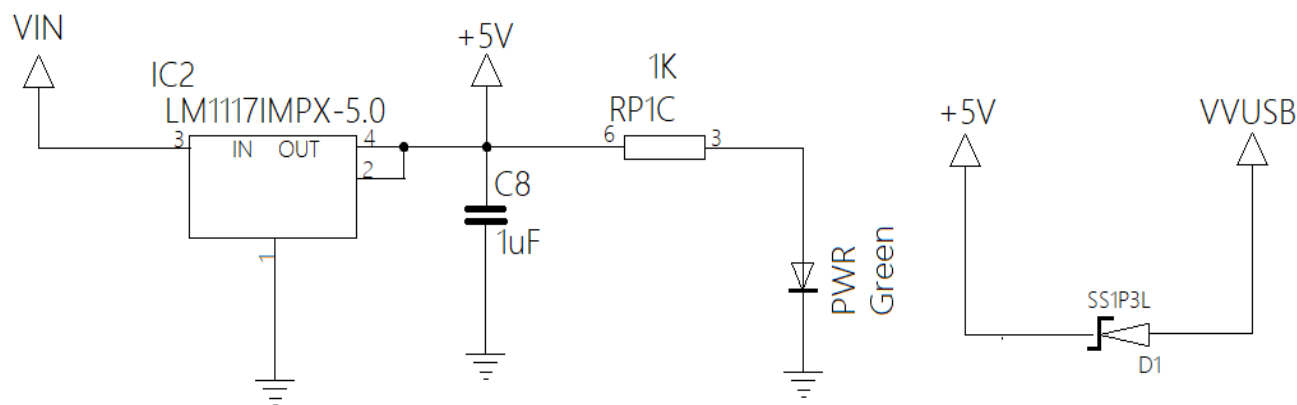 VIN
IC2
LM1117IMPX-5.0
3
IN OUT
4
2
1
+5V
C8
1uF
1K
RP1C
6
3
PWR
Green
+5V
VVUSB
SS1P3L
D1